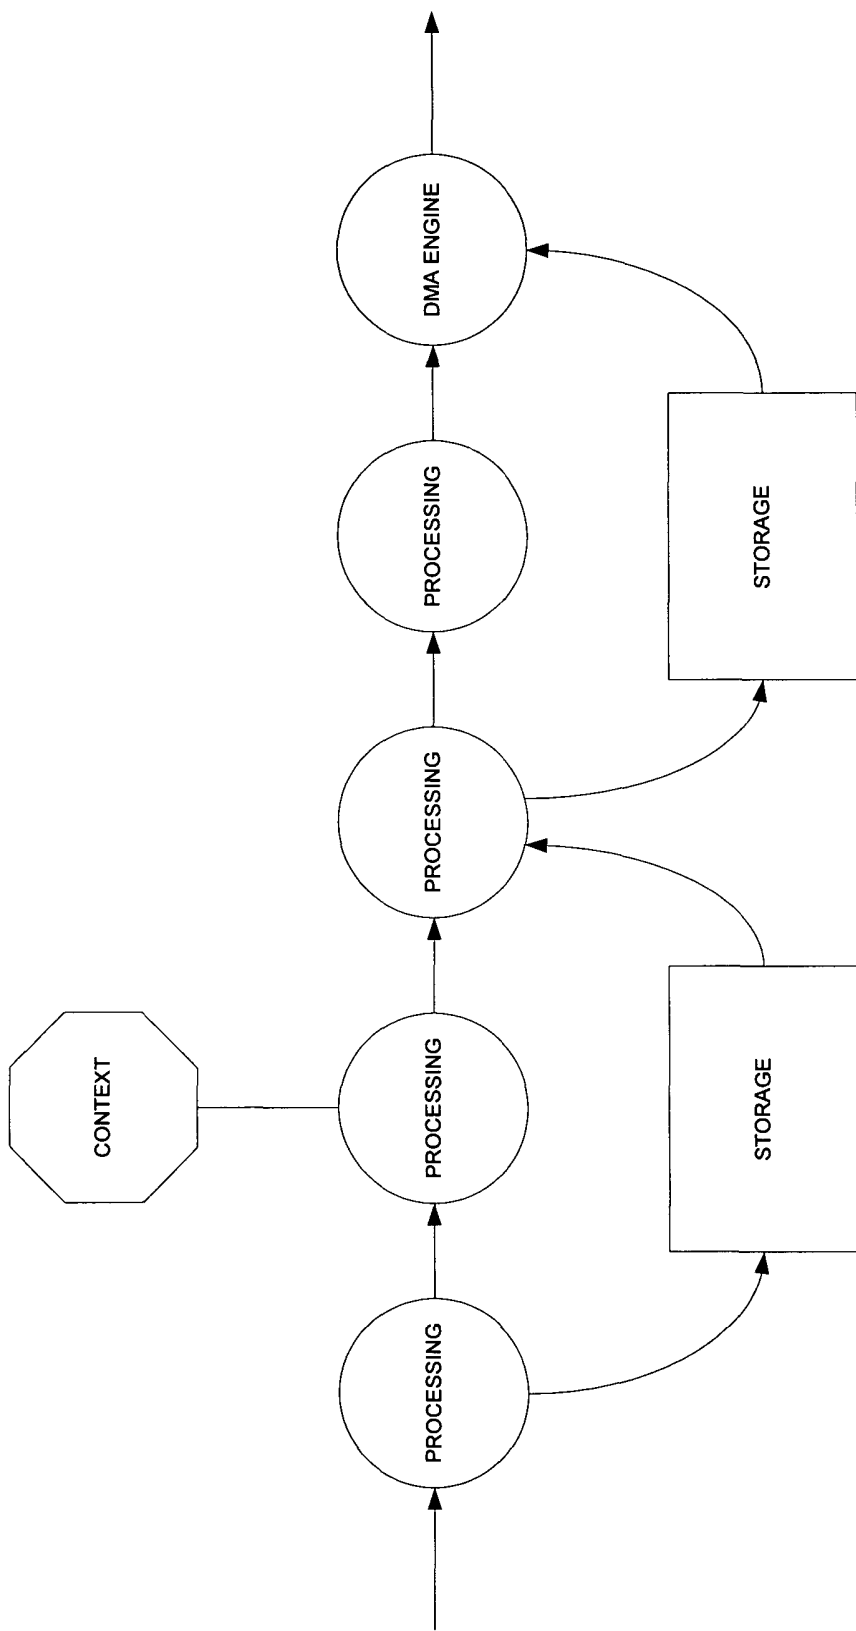 CONTEXT
PROCESSING
PROCESSING
PROCESSING
PROCESSING
DMA ENGINE
STORAGE
STORAGE